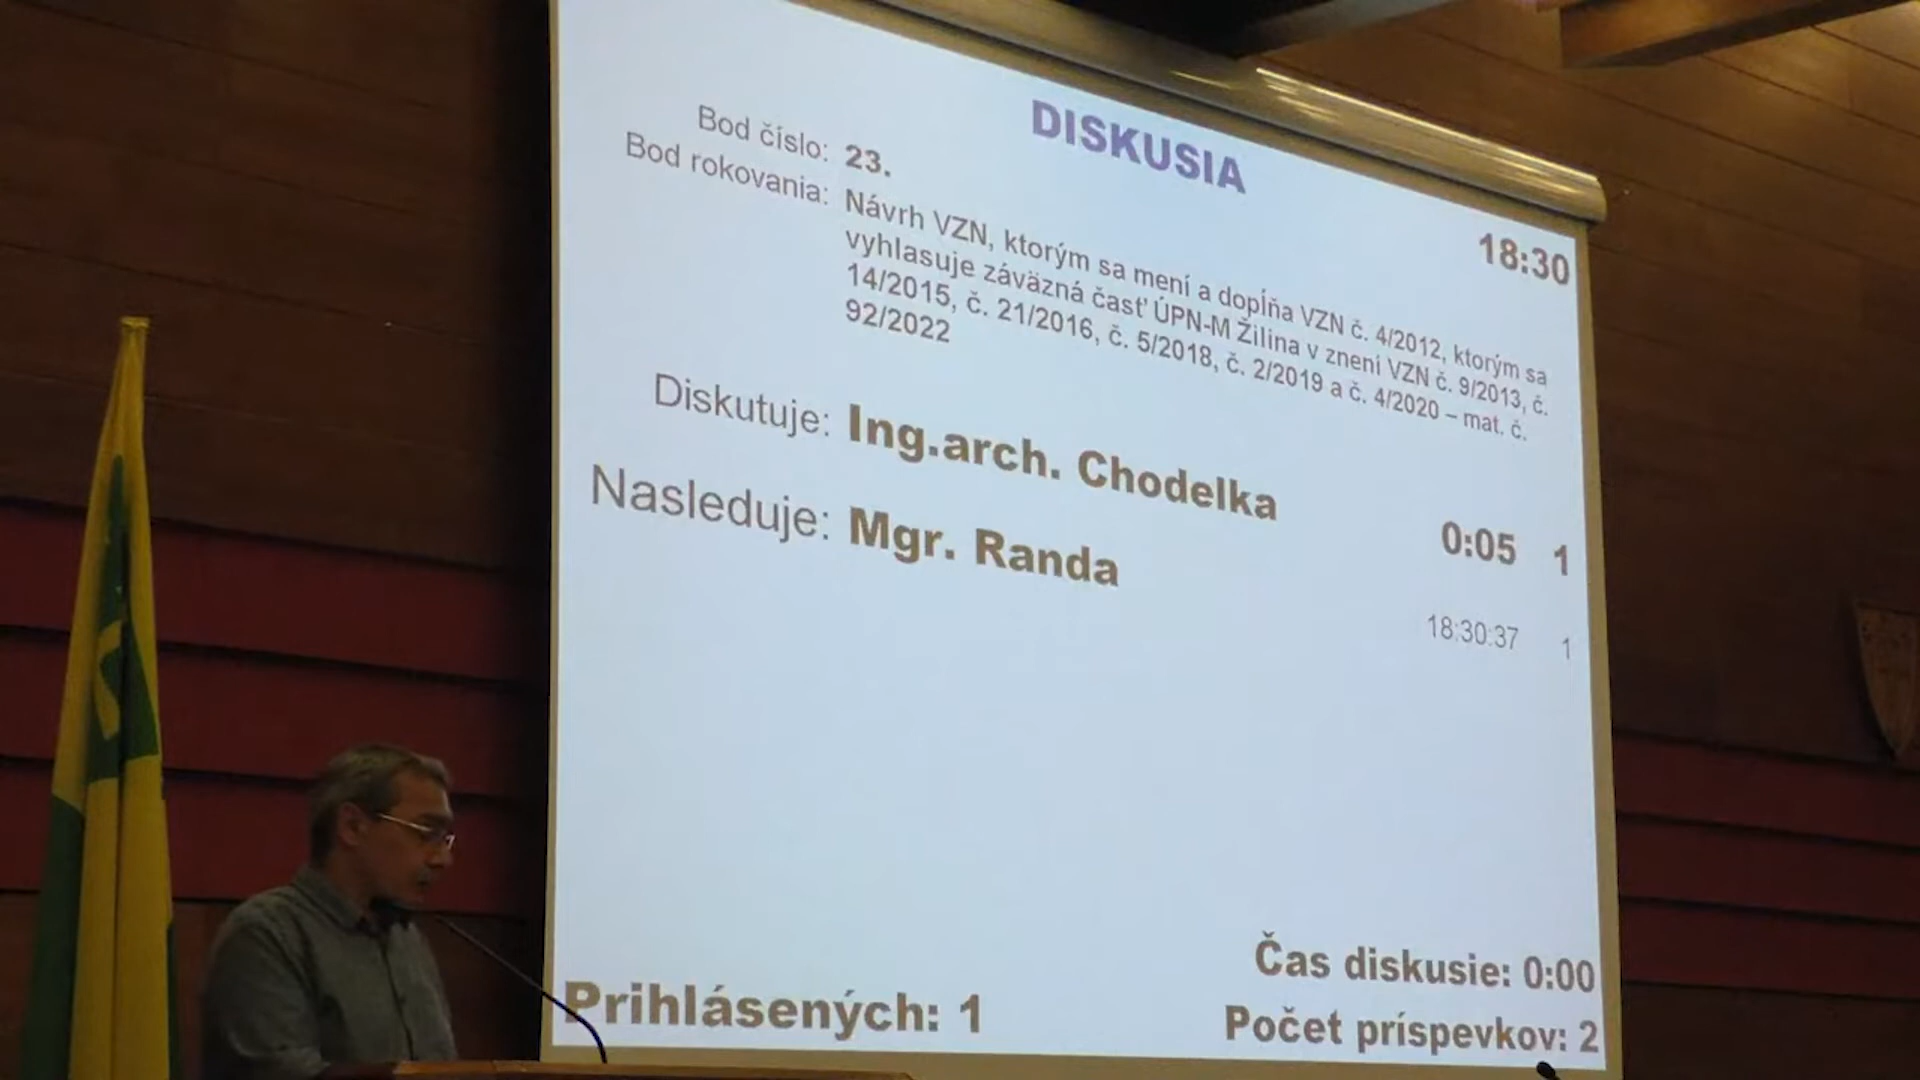 DISKUSIA
18:30
Bod číslo: 23.
Bod rokovania: Návrh VZN, ktorým sa mení a dopĺňa VZN č. 4/2012, ktorým sa
vyhlasuje záväzná časť ÚPN-M Žilina v znení VZN č. 9/2013, č.
14/2015, č. 21/2016, č. 5/2018, č. 2/2019 a č. 4/2020 – mat. č.
92/2022
Diskutuje: Ing.arch. Chodelka 0:05 1
Nasleduje: Mgr. Randa 18:30:37 1
Čas diskusie: 0:00
Prihlásených: 1
Počet príspevkov: 2